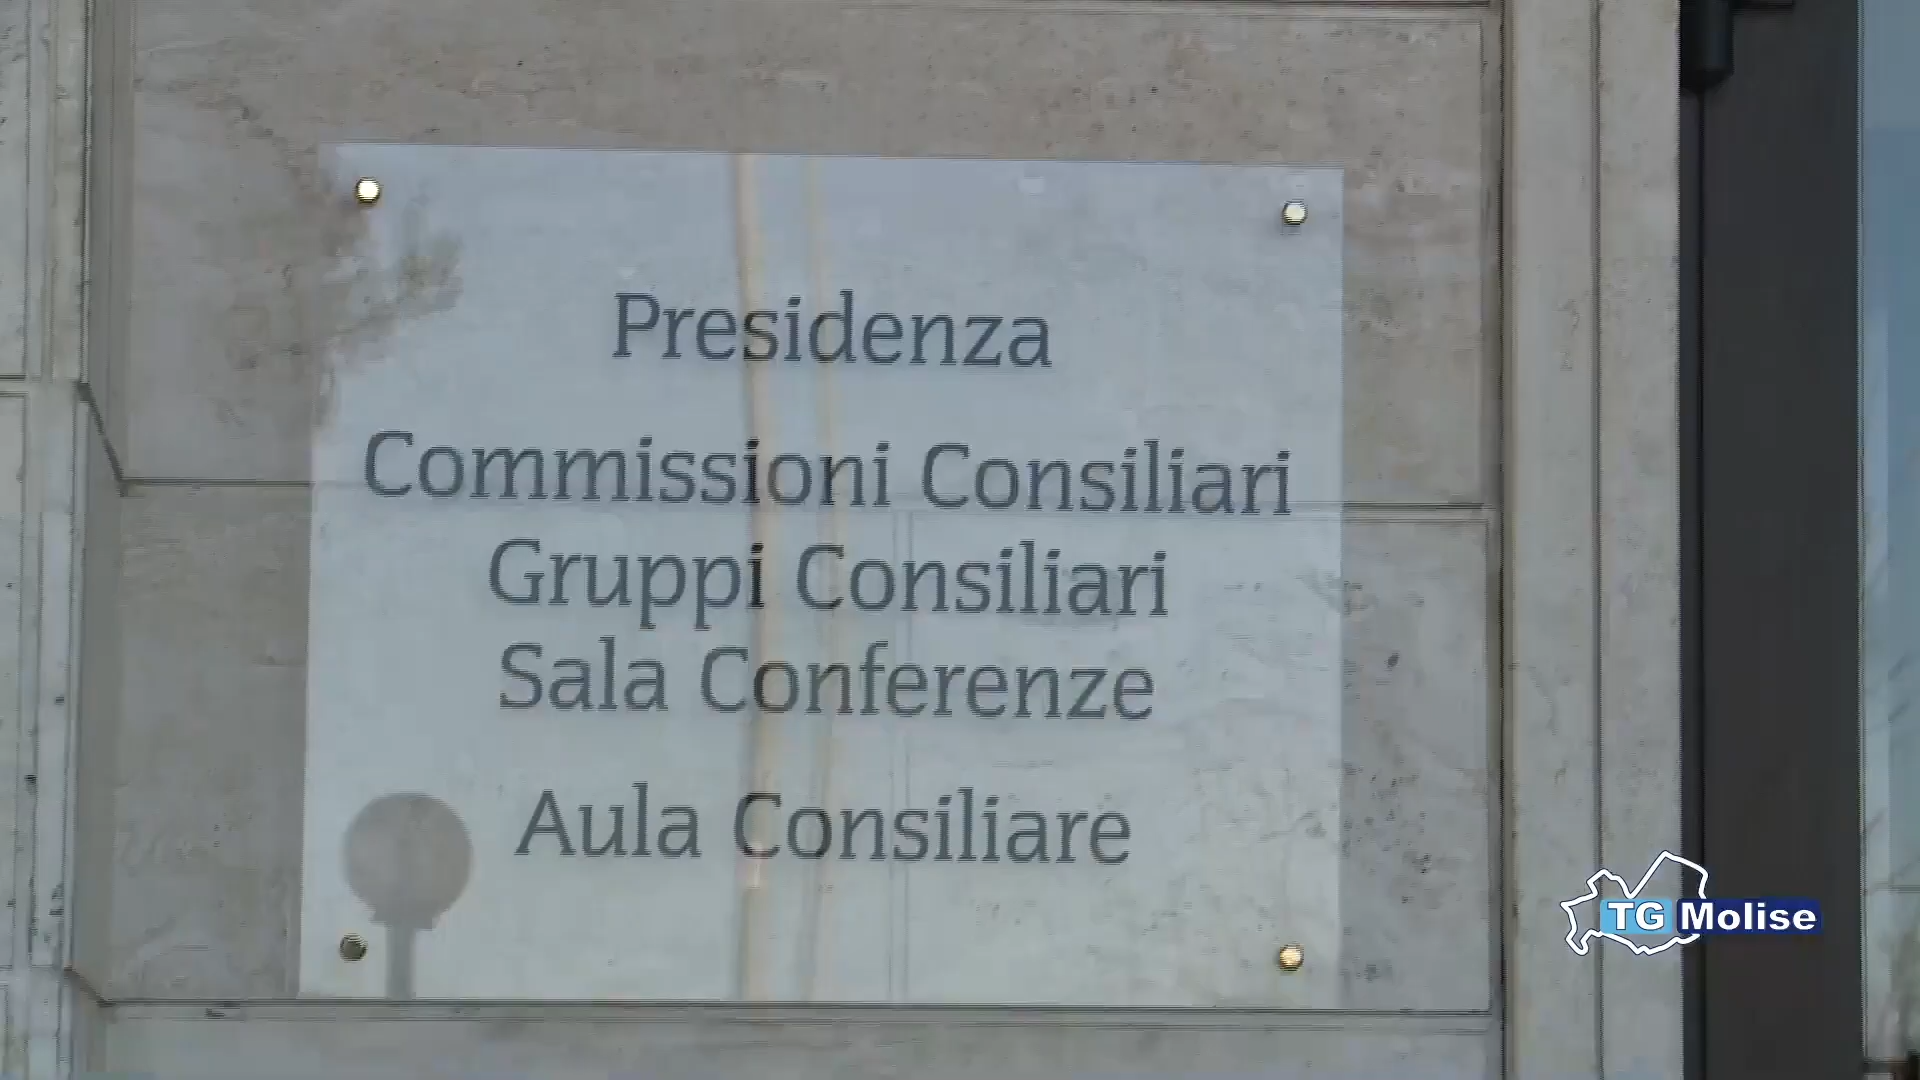 Presidenza
Commissioni Consiliari
Gruppi Consiliari
Sala Conferenze
Aula Consiliare
TG Molise